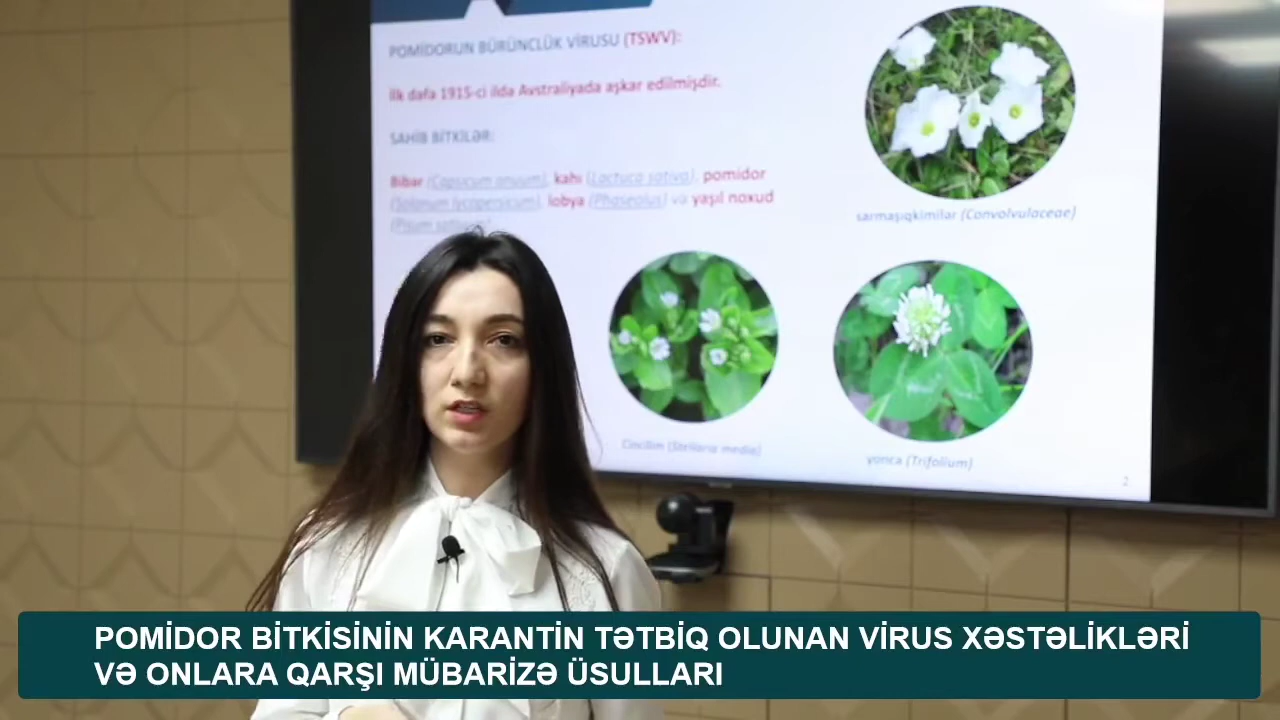 POMİDORUN BÜRÜNCLÜK VİRUSU (TSWV):
İlk dəfə 1915-ci ildə Avstraliyada aşkar edilmişdir.
SAHİB BİTKİLƏR:
Bibər (Capsicum anuum), kahı (Lactuca sativa), pomidor
(Solanum lycopersicum), lobya (Phaseolus) və yaşıl noxud
(Pisum sativum)
sarmaşıqkimilər (Convolvulaceae)
Cincilim (Sterllaria media)
yonca (Trifolium)
2
POMİDOR BİTKİSİNİN KARANTİN TƏTBİQ OLUNAN VİRUS XƏSTƏLİKLƏRİ
VƏ ONLARA QARŞI MÜBARİZƏ ÜSULLARI